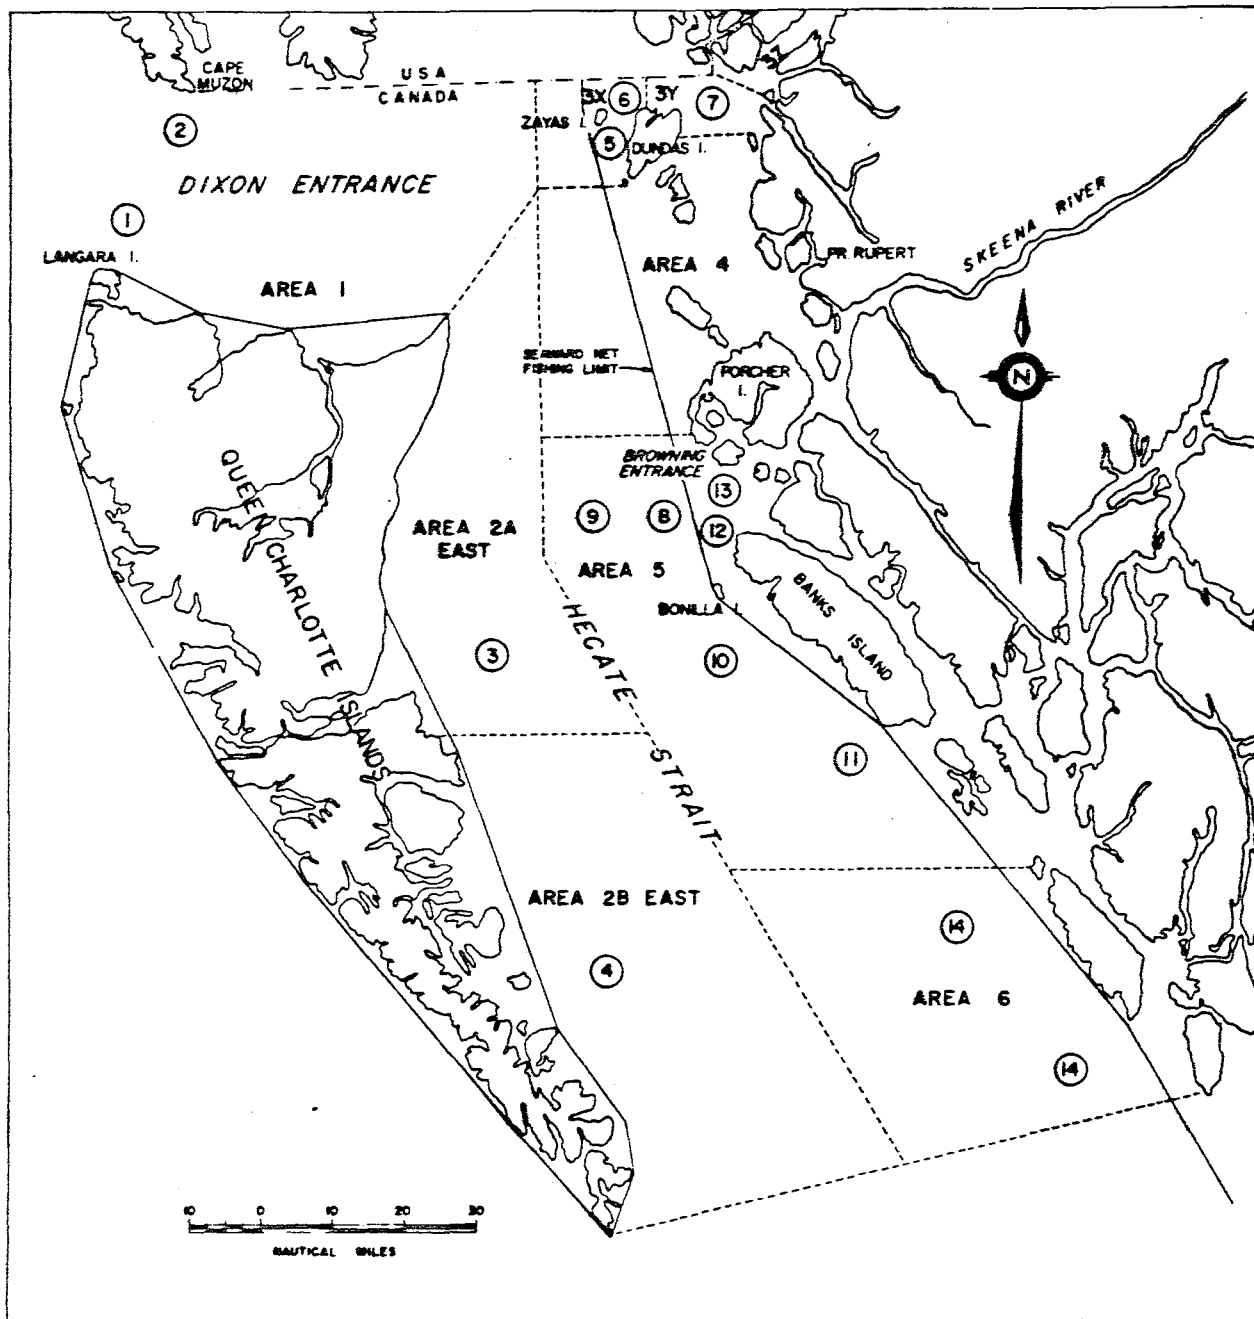 CAPE
MUZON
USA
CANADA
3Z
3X
6
3Y
7
ZAYAS I.
2
5
DUNDAS I.
DIXON ENTRANCE
1
LANGARA I.
AREA 1
AREA 4
PR. RUPERT
SKEENA RIVER
SEAWARD NET
FISHING LIMIT
PORCHER
I.
N
BROWNING
ENTRANCE
13
9
8
12
AREA 2A
EAST
AREA 5
QUEEN CHARLOTTE ISLANDS
BONILLA I.
BANKS
ISLAND
HECATE STRAIT
3
10
11
AREA 2B EAST
14
4
AREA 6
14
10 0 10 20 30
NAUTICAL MILES